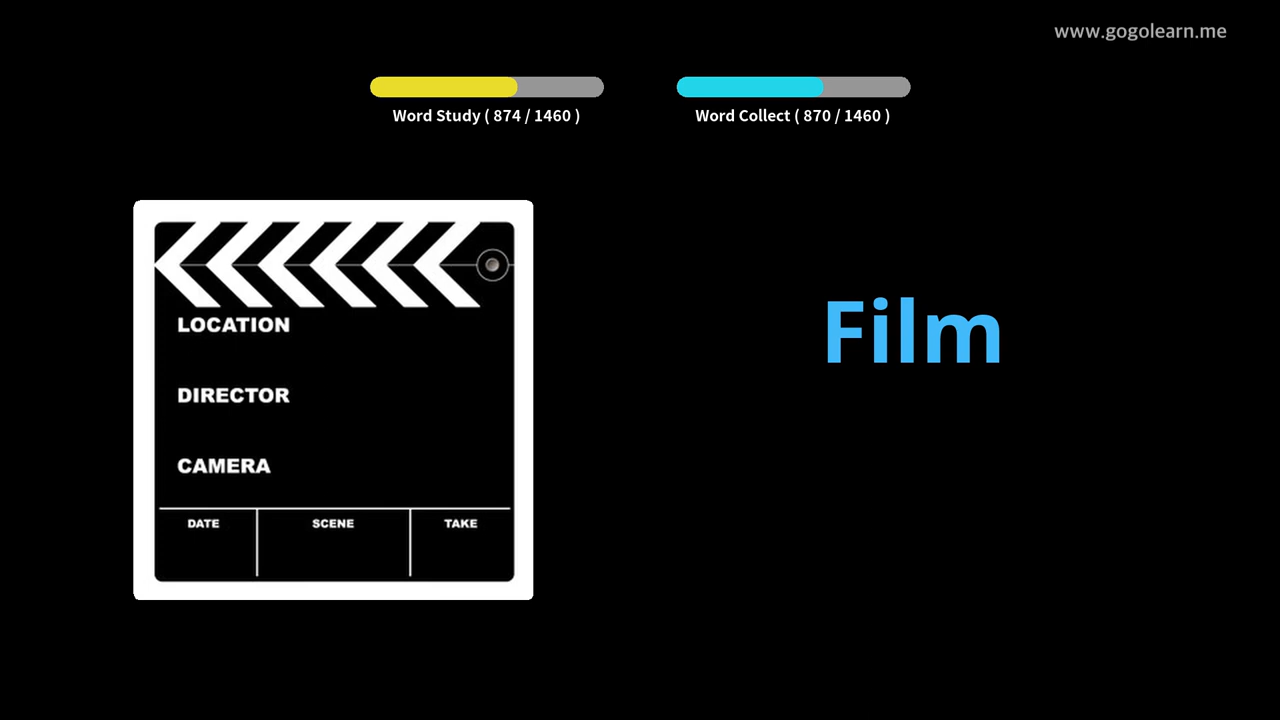 www.gogolearn.me
Word Study ( 874 / 1460 )
Word Collect ( 870 / 1460 )
LOCATION
DIRECTOR
CAMERA
DATE
SCENE
TAKE
Film